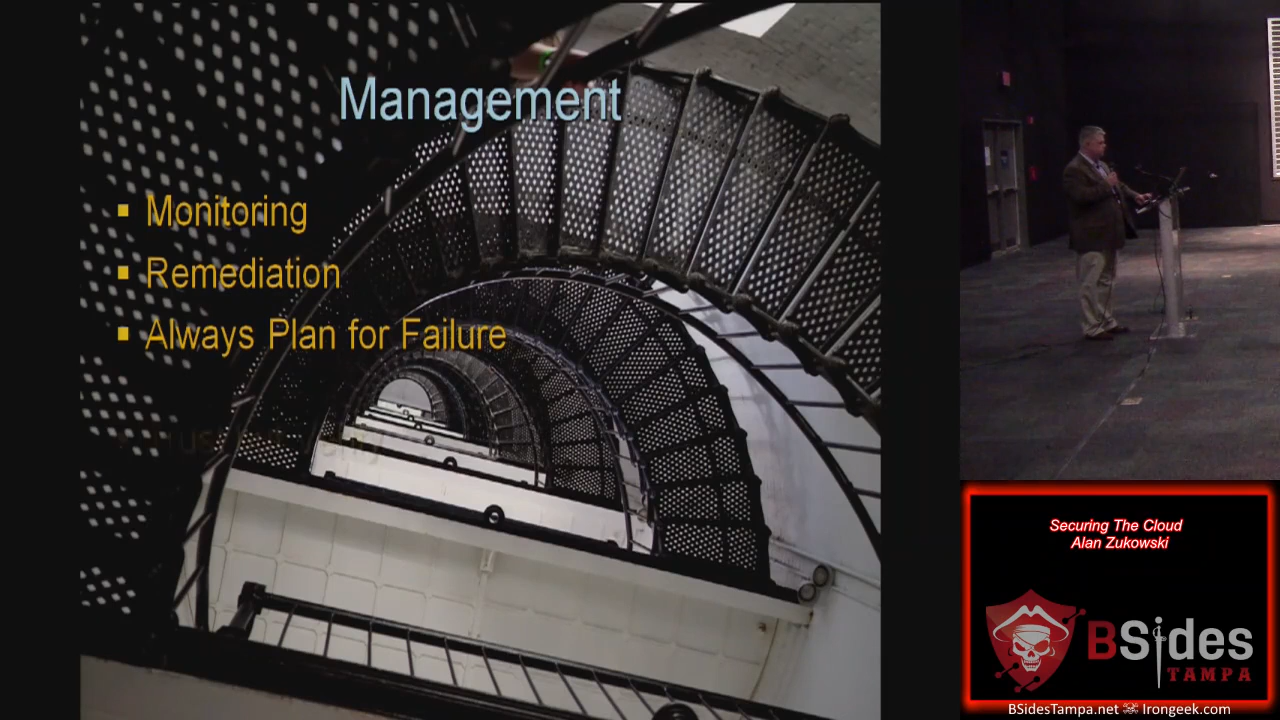 Management
▪ Monitoring
▪ Remediation
▪ Always Plan for Failure
Securing The Cloud
Alan Zukowski
BSides
TAMPA
BSidesTampa.net ☠ Irongeek.com